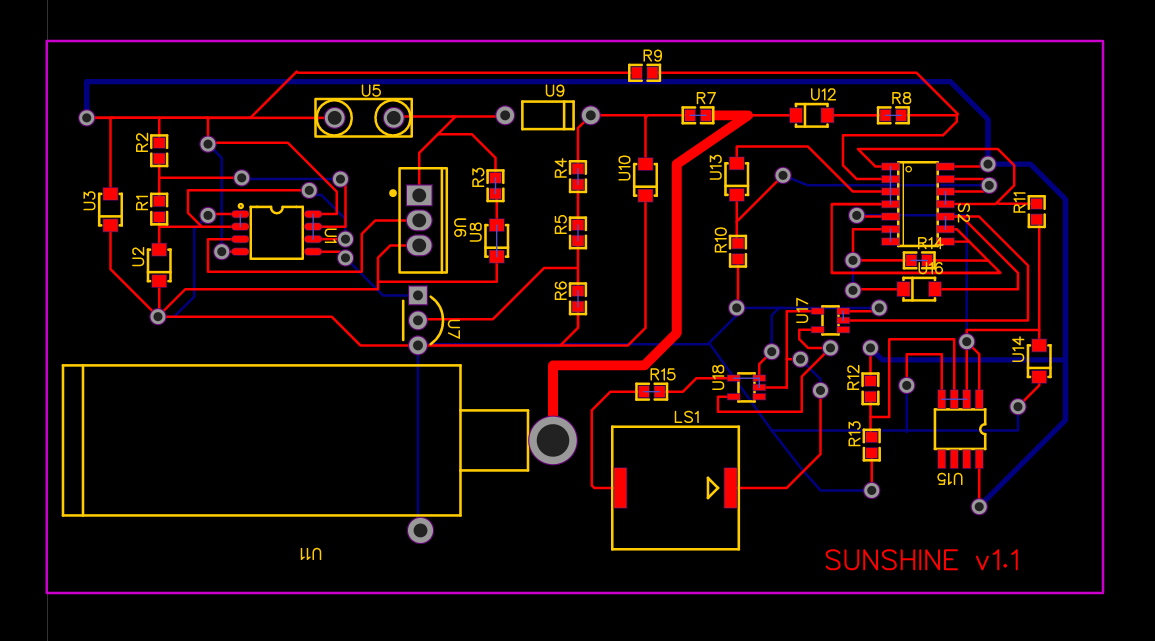 R9
U5
U9
R7
U12
R8
R2
U3
R1
U2
U1
R3
U6
U8
U7
R4
R5
R6
U10
U13
R10
S2
R11
R14
U16
U17
U14
R15
U18
R12
R13
LS1
U15
U11
SUNSHINE v1.1